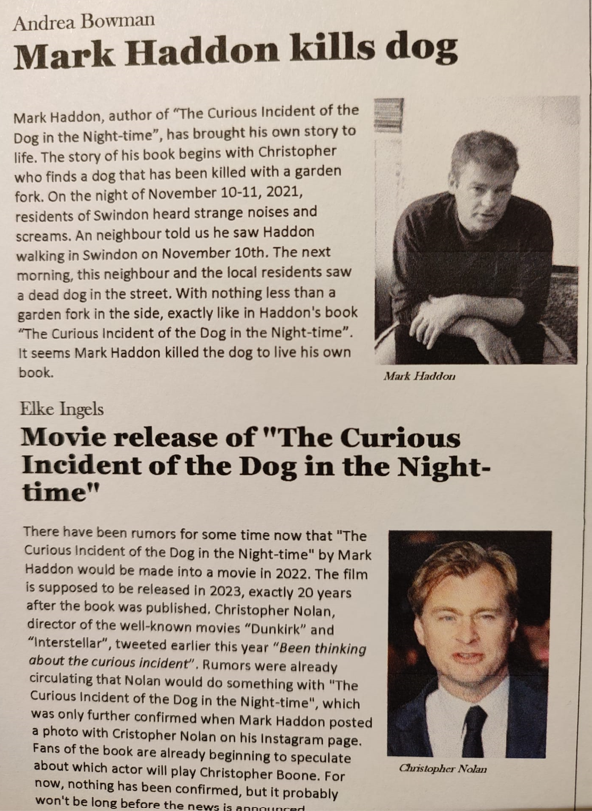 Andrea Bowman
Mark Haddon kills dog
Mark Haddon, author of “The Curious Incident of the
Dog in the Night-time”, has brought his own story to
life. The story of his book begins with Christopher
who finds a dog that has been killed with a garden
fork. On the night of November 10-11, 2021,
residents of Swindon heard strange noises and
screams. An neighbour told us he saw Haddon
walking in Swindon on November 10th. The next
morning, this neighbour and the local residents saw
a dead dog in the street. With nothing less than a
garden fork in the side, exactly like in Haddon's book
“The Curious Incident of the Dog in the Night-time”.
It seems Mark Haddon killed the dog to live his own
book.
Mark Haddon
Elke Ingels
Movie release of "The Curious
Incident of the Dog in the Night-
time"
There have been rumors for some time now that "The
Curious Incident of the Dog in the Night-time" by Mark
Haddon would be made into a movie in 2022. The film
is supposed to be released in 2023, exactly 20 years
after the book was published. Christopher Nolan,
director of the well-known movies “Dunkirk” and
“Interstellar”, tweeted earlier this year “Been thinking
about the curious incident”. Rumors were already
circulating that Nolan would do something with "The
Curious Incident of the Dog in the Night-time", which
was only further confirmed when Mark Haddon posted
a photo with Cristopher Nolan on his Instagram page.
Fans of the book are already beginning to speculate
about which actor will play Christopher Boone. For
now, nothing has been confirmed, but it probably
won't be long before the news is announced
Christopher Nolan